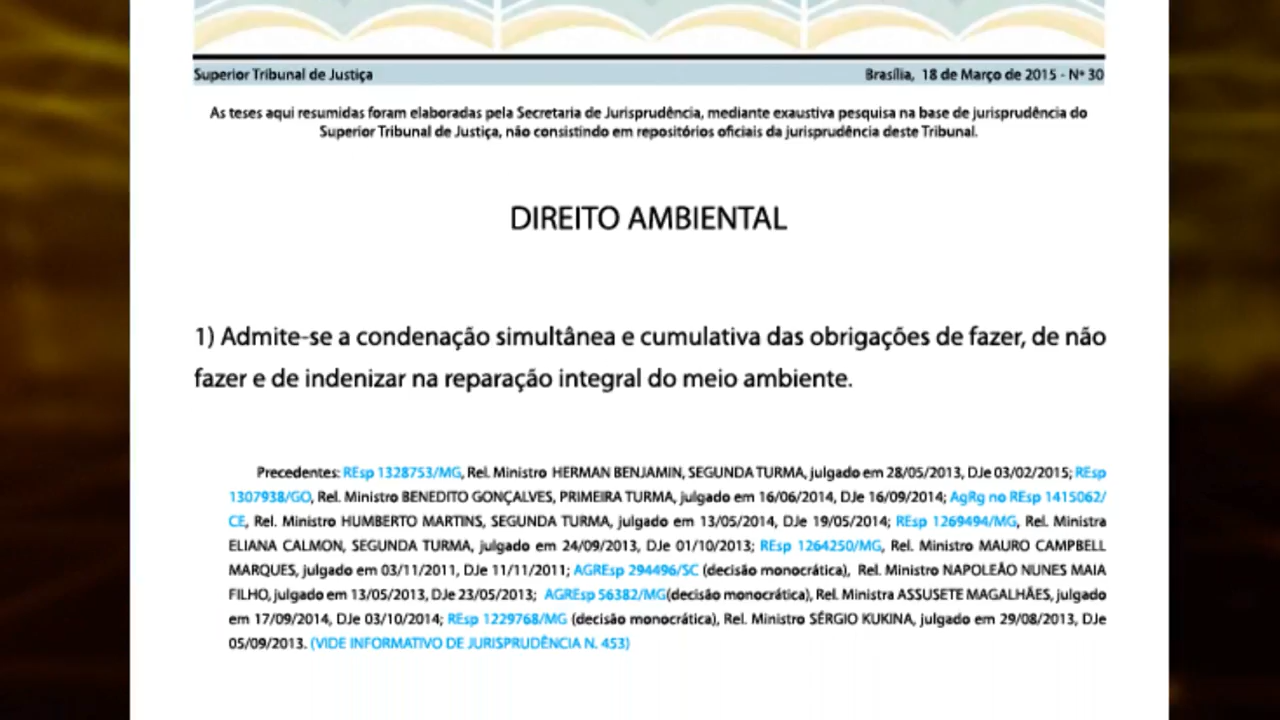 Superior Tribunal de Justiça
Brasília, 18 de Março de 2015 - Nº 30
As teses aqui resumidas foram elaboradas pela Secretaria de Jurisprudência, mediante exaustiva pesquisa na base de jurisprudência do
Superior Tribunal de Justiça, não consistindo em repositórios oficiais da jurisprudência deste Tribunal.
DIREITO AMBIENTAL
1) Admite-se a condenação simultânea e cumulativa das obrigações de fazer, de não
fazer e de indenizar na reparação integral do meio ambiente.
Precedentes: REsp 1328753/MG, Rel. Ministro HERMAN BENJAMIN, SEGUNDA TURMA, julgado em 28/05/2013, DJe 03/02/2015; REsp
1307938/GO, Rel. Ministro BENEDITO GONÇALVES, PRIMEIRA TURMA, julgado em 16/06/2014, DJe 16/09/2014; AgRg no REsp 1415062/
CE, Rel. Ministro HUMBERTO MARTINS, SEGUNDA TURMA, julgado em 13/05/2014, DJe 19/05/2014; REsp 1269494/MG, Rel. Ministra
ELIANA CALMON, SEGUNDA TURMA, julgado em 24/09/2013, DJe 01/10/2013; REsp 1264250/MG, Rel. Ministro MAURO CAMPBELL
MARQUES, julgado em 03/11/2011, DJe 11/11/2011; AGREsp 294496/SC (decisão monocrática), Rel. Ministro NAPOLEÃO NUNES MAIA
FILHO, julgado em 13/05/2013, DJe 23/05/2013; AGREsp 56382/MG(decisão monocrática), Rel. Ministra ASSUSETE MAGALHÃES, julgado
em 17/09/2014, DJe 03/10/2014; REsp 1229768/MG (decisão monocrática), Rel. Ministro SÉRGIO KUKINA, julgado em 29/08/2013, DJe
05/09/2013. (VIDE INFORMATIVO DE JURISPRUDÊNCIA N. 453)